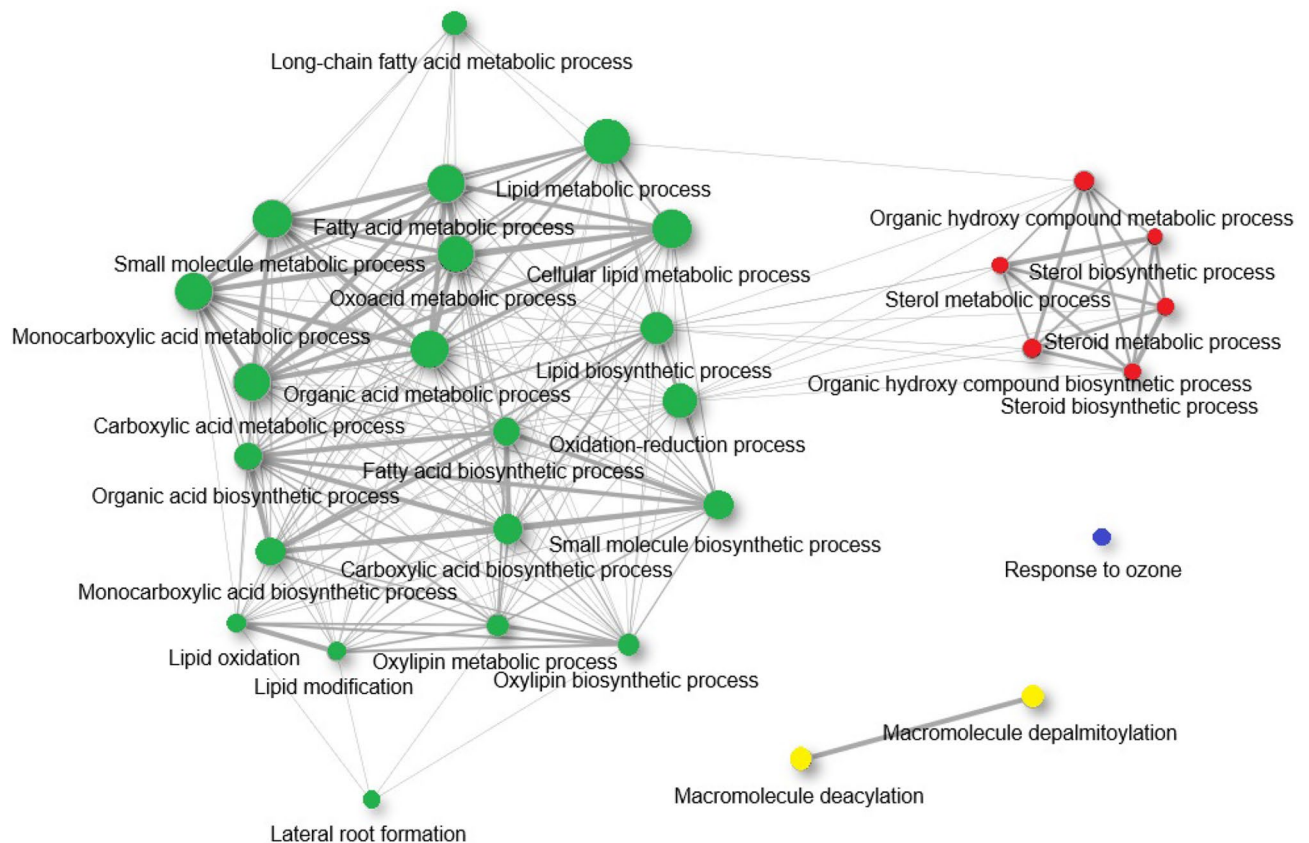 Long-chain fatty acid metabolic process
Lipid metabolic process
Organic hydroxy compound metabolic process
Fatty acid metabolic process
Small molecule metabolic process
Cellular lipid metabolic process
Sterol biosynthetic process
Oxoacid metabolic process
Sterol metabolic process
Monocarboxylic acid metabolic process
Steroid metabolic process
Lipid biosynthetic process
Organic hydroxy compound biosynthetic process
Organic acid metabolic process
Steroid biosynthetic process
Carboxylic acid metabolic process
Oxidation-reduction process
Fatty acid biosynthetic process
Organic acid biosynthetic process
Small molecule biosynthetic process
Carboxylic acid biosynthetic process
Response to ozone
Monocarboxylic acid biosynthetic process
Lipid oxidation
Oxylipin metabolic process
Oxylipin biosynthetic process
Lipid modification
Macromolecule depalmitoylation
Macromolecule deacylation
Lateral root formation